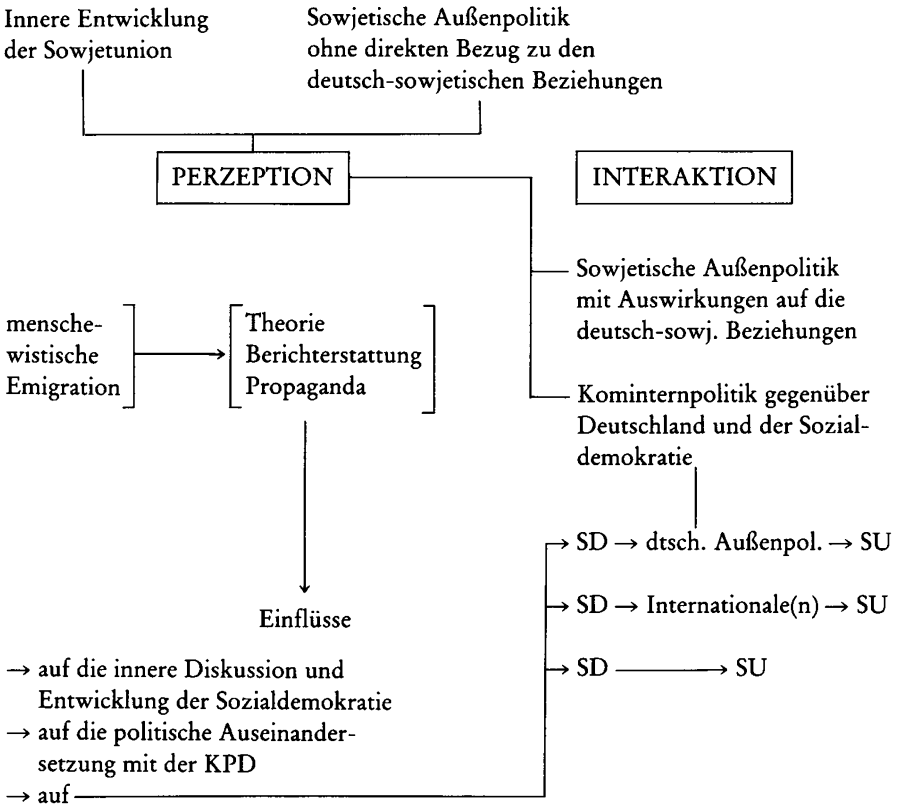 Innere Entwicklung
der Sowjetunion
Sowjetische Außenpolitik
ohne direkten Bezug zu den
deutsch-sowjetischen Beziehungen
PERZEPTION
INTERAKTION
Sowjetische Außenpolitik
mit Auswirkungen auf die
deutsch-sowj. Beziehungen
mensche-
wistische
Emigration
Theorie
Berichterstattung
Propaganda
Kominternpolitik gegenüber
Deutschland und der Sozial-
demokratie
SD → dtsch. Außenpol. → SU
SD → Internationale(n) → SU
SD → SU
Einflüsse
→ auf die innere Diskussion und
Entwicklung der Sozialdemokratie
→ auf die politische Auseinander-
setzung mit der KPD
→ auf